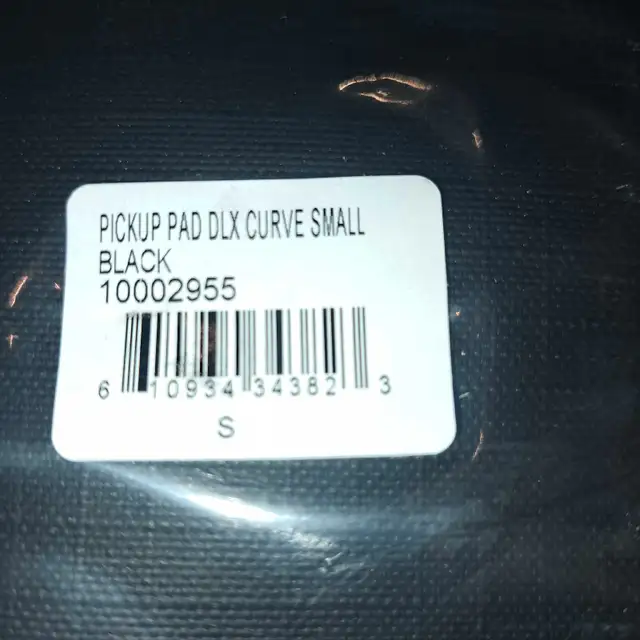 PICKUP PAD DLX CURVE SMALL
BLACK
10002955
6 10934 34382 3
S